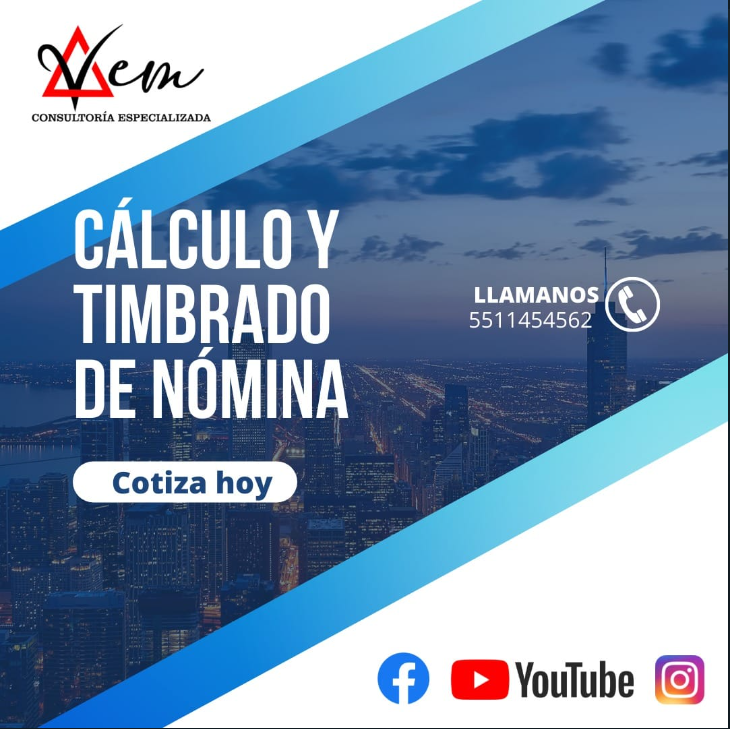 Vem
CONSULTORÍA ESPECIALIZADA
CÁLCULO Y
TIMBRADO
DE NÓMINA
LLAMANOS
5511454562
Cotiza hoy
YouTube